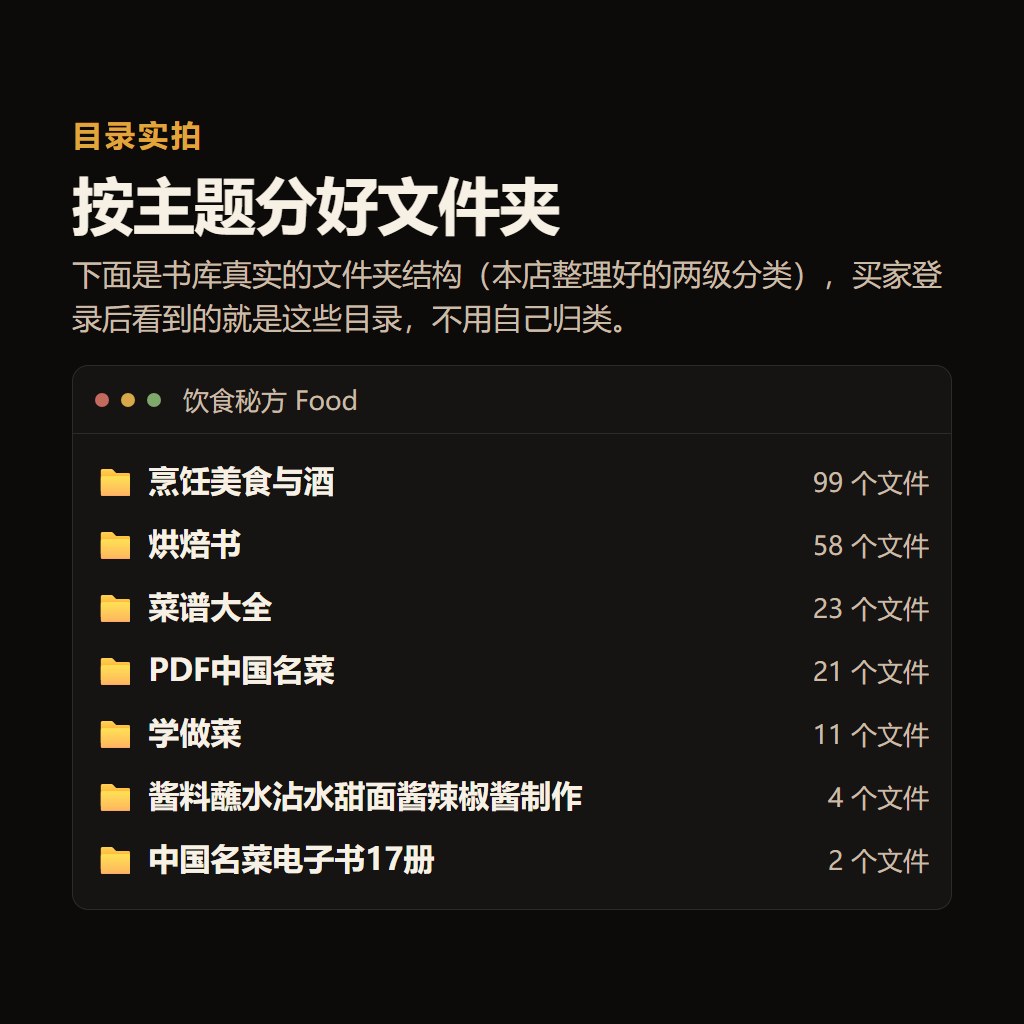 目录实拍
按主题分好文件夹
下面是书库真实的文件夹结构（本店整理好的两级分类），买家登
录后看到的就是这些目录，不用自己归类。
饮食秘方 Food
烹饪美食与酒 99 个文件
烘焙书 58 个文件
菜谱大全 23 个文件
PDF中国名菜 21 个文件
学做菜 11 个文件
酱料蘸水沾水甜面酱辣椒酱制作 4 个文件
中国名菜电子书17册 2 个文件